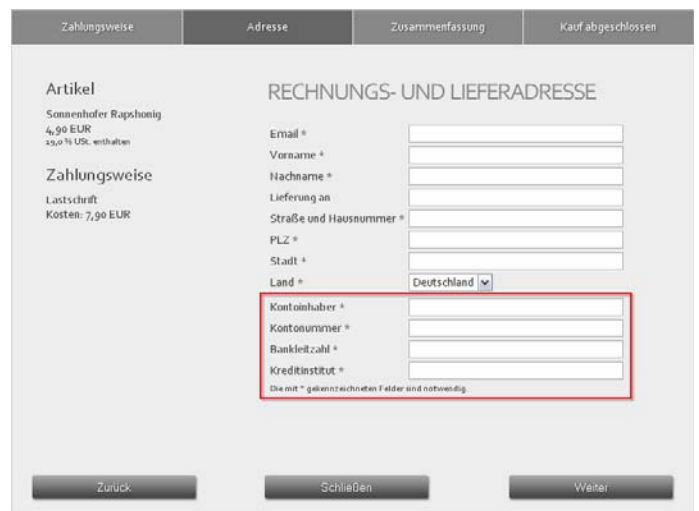 Zahlungsweise
Adresse
Zusammenfassung
Kauf abgeschlossen
Artikel
Sonnenhofer Rapshonig
4,90 EUR
19,0 % USt. enthalten
Zahlungsweise
Lastschrift
Kosten: 7,90 EUR
RECHNUNGS- UND LIEFERADRESSE
Email *
Vorname *
Nachname *
Lieferung an
Straße und Hausnummer *
PLZ *
Stadt *
Land * Deutschland
Kontoinhaber *
Kontonummer *
Bankleitzahl *
Kreditinstitut *
Die mit * gekennzeichneten Felder sind notwendig.
Zurück
Schließen
Weiter